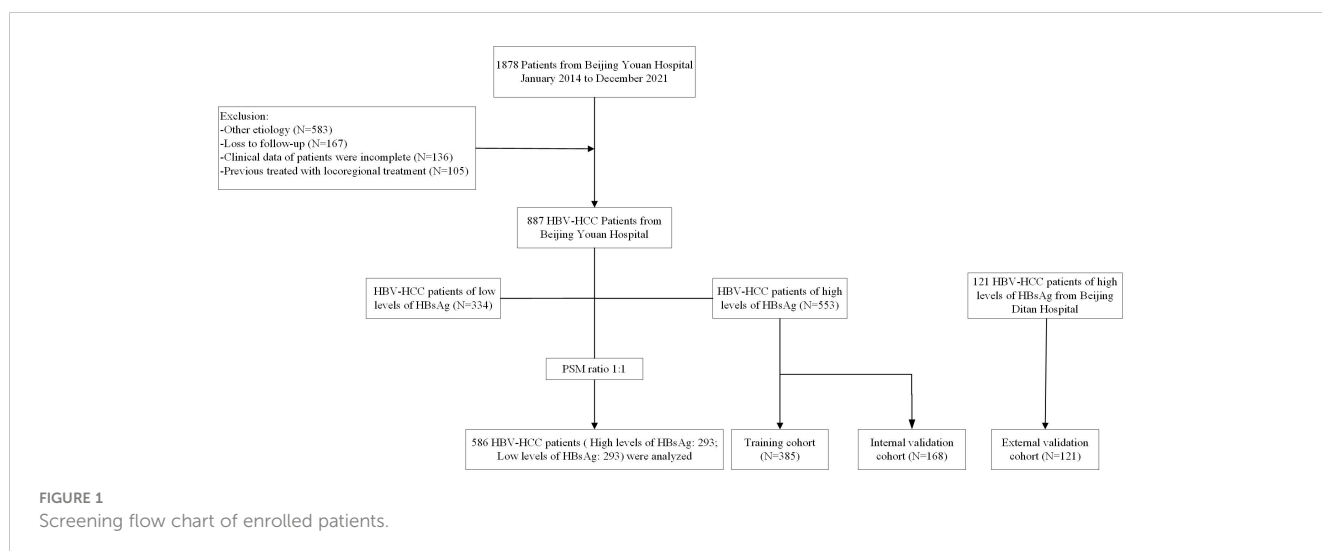 1878 Patients from Beijing Youan Hospital
January 2014 to December 2021
Exclusion:
-Other etiology (N=583)
-Loss to follow-up (N=167)
-Clinical data of patients were incomplete (N=136)
-Previous treated with locoregional treatment (N=105)
887 HBV-HCC Patients from
Beijing Youan Hospital
HBV-HCC patients of low
levels of HBsAg (N=334)
HBV-HCC patients of high
levels of HBsAg (N=553)
121 HBV-HCC patients of high
levels of HBsAg from Beijing
Ditan Hospital
PSM ratio 1:1
586 HBV-HCC patients ( High levels of HBsAg: 293;
Low levels of HBsAg: 293) were analyzed
Training cohort
(N=385)
Internal validation
cohort (N=168)
External validation
cohort (N=121)
FIGURE 1
Screening flow chart of enrolled patients.